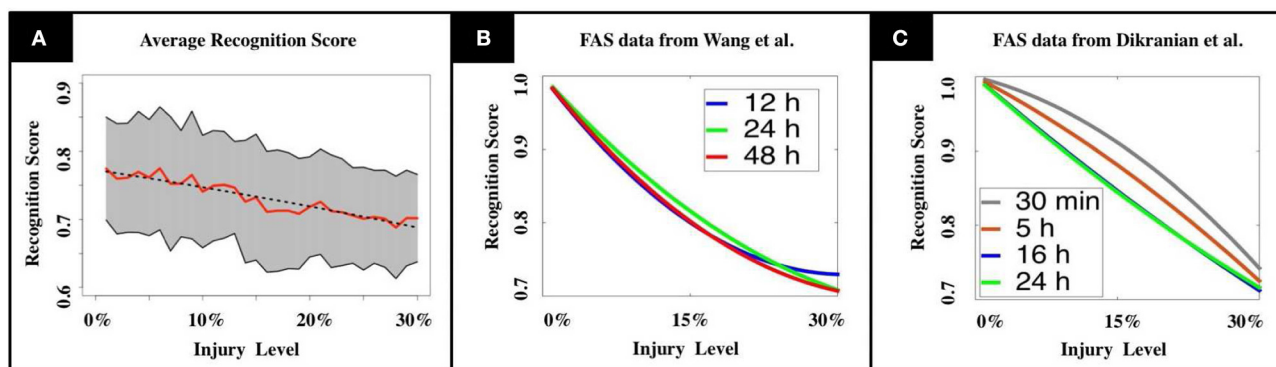 A
Average Recognition Score
Recognition Score
0.9
0.8
0.7
0.6
0%
10%
20%
30%
Injury Level
B
FAS data from Wang et al.
Recognition Score
1.0
0.9
0.8
0.7
12 h
24 h
48 h
0%
15%
30%
Injury Level
C
FAS data from Dikranian et al.
Recognition Score
1.0
0.9
0.8
0.7
30 min
5 h
16 h
24 h
0%
15%
30%
Injury Level